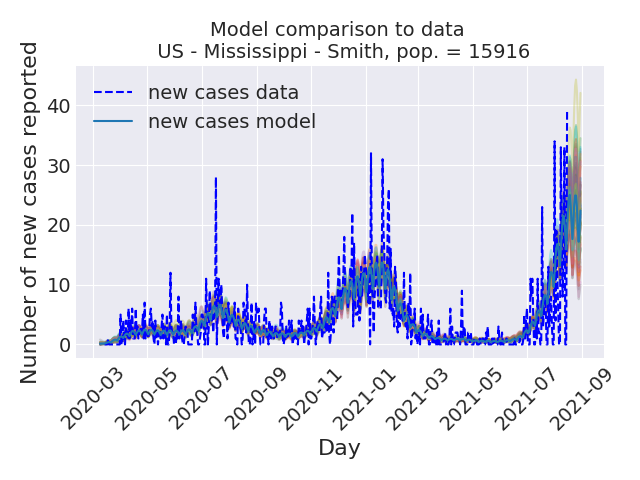 Model comparison to data
US - Mississippi - Smith, pop. = 15916
Number of new cases reported
new cases data
new cases model
40
30
20
10
0
2020-03
2020-05
2020-07
2020-09
2020-11
2021-01
2021-03
2021-05
2021-07
2021-09
Day